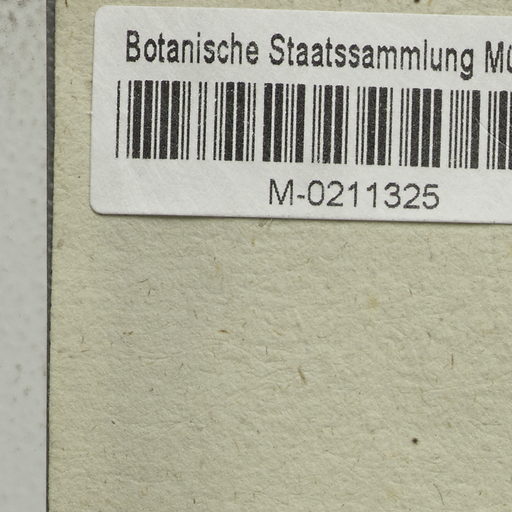 Botanische Staatssammlung Mü
M-0211325